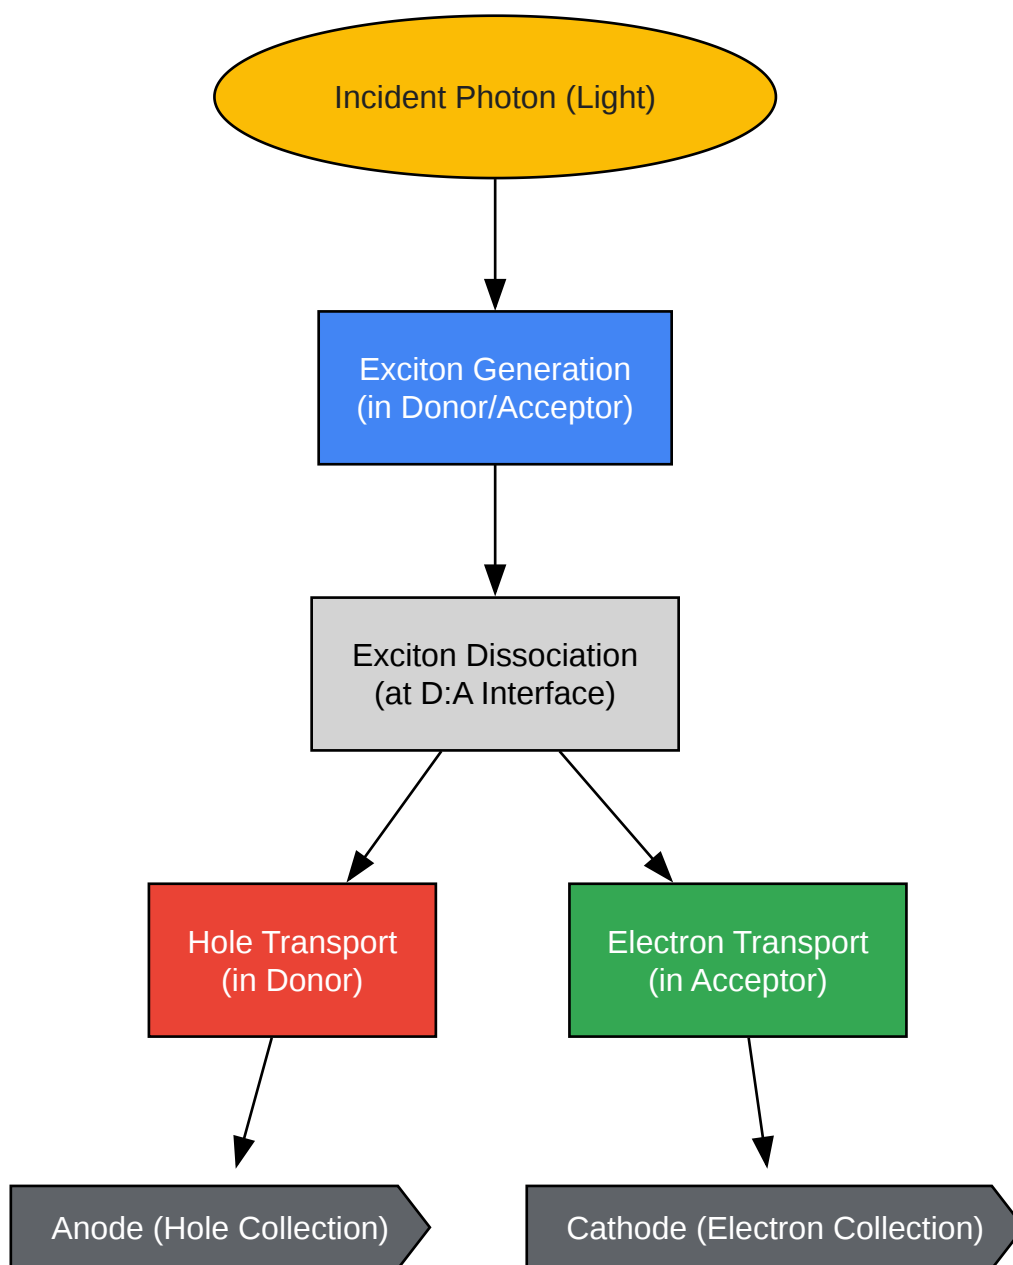 Incident Photon (Light)
Exciton Generation
(in Donor/Acceptor)
Exciton Dissociation
(at D:A Interface)
Hole Transport
(in Donor)
Electron Transport
(in Acceptor)
Anode (Hole Collection)
Cathode (Electron Collection)